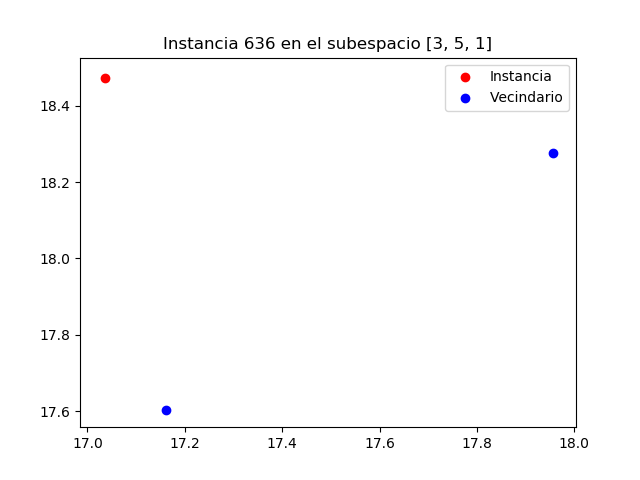 Instancia 636 en el subespacio [3, 5, 1]
Instancia
Vecindario
18.4
18.2
18.0
17.8
17.6
17.0 17.2 17.4 17.6 17.8 18.0